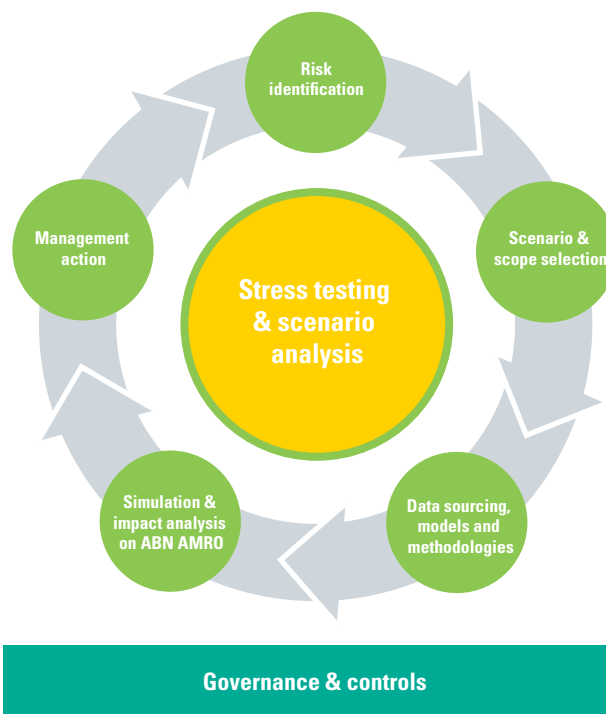 Risk
identification
Management
action
Scenario &
scope selection
Stress testing
& scenario
analysis
Simulation &
impact analysis
on ABN AMRO
Data sourcing,
models and
methodologies
Governance & controls